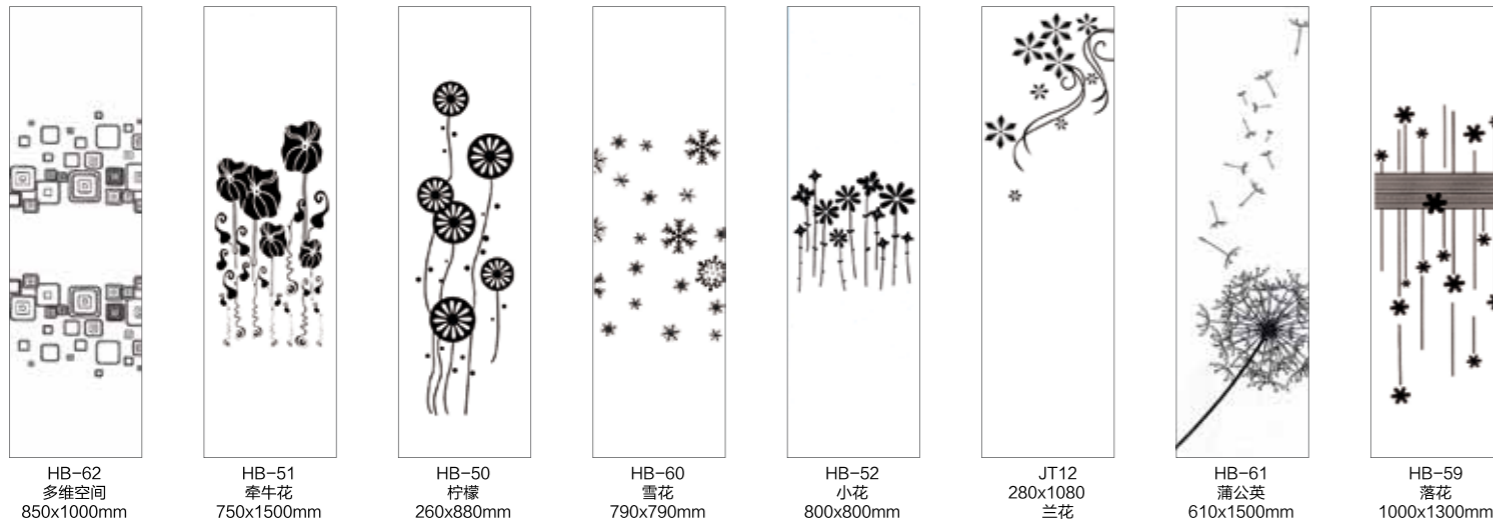 HB-62
多维空间
850x1000mm
HB-51
牵牛花
750x1500mm
HB-50
柠檬
260x880mm
HB-60
雪花
790x790mm
HB-52
小花
800x800mm
JT12
280x1080
兰花
HB-61
蒲公英
610x1500mm
HB-59
落花
1000x1300mm